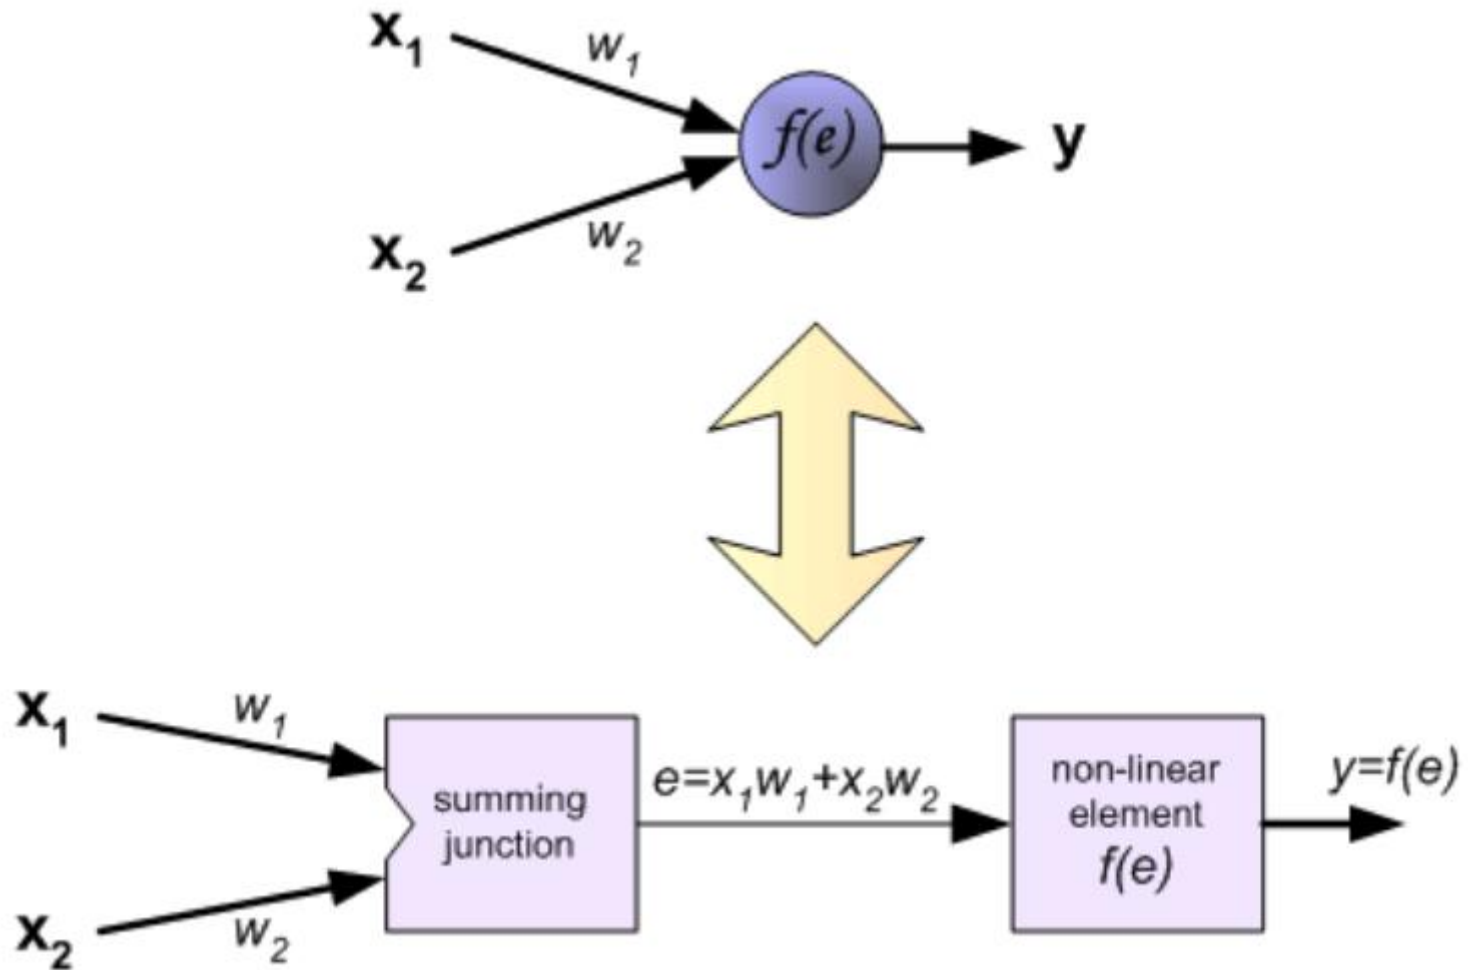 x₁
w₁
f(e)
y
x₂
w₂
x₁
w₁
summing
junction
e=x₁w₁+x₂w₂
non-linear
element
f(e)
y=f(e)
x₂
w₂